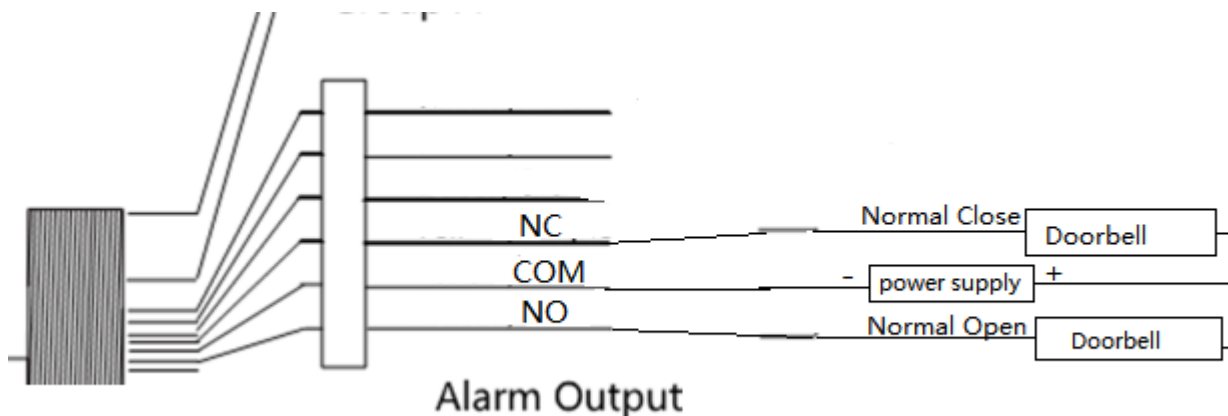 NC
Normal Close
Doorbell
COM
-
power supply
+
NO
Normal Open
Doorbell
Alarm Output